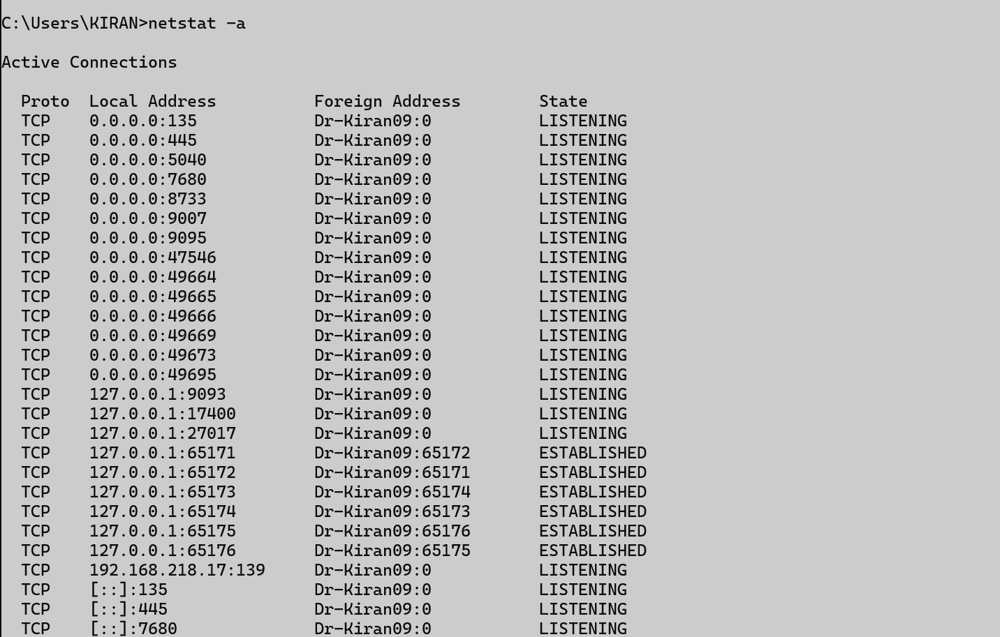 C:\Users\KIRAN>netstat -a
Active Connections
Proto  Local Address          Foreign Address        State
TCP    0.0.0.0:135            Dr-Kiran09:0           LISTENING
TCP    0.0.0.0:445            Dr-Kiran09:0           LISTENING
TCP    0.0.0.0:5040           Dr-Kiran09:0           LISTENING
TCP    0.0.0.0:7680           Dr-Kiran09:0           LISTENING
TCP    0.0.0.0:8733           Dr-Kiran09:0           LISTENING
TCP    0.0.0.0:9007           Dr-Kiran09:0           LISTENING
TCP    0.0.0.0:9095           Dr-Kiran09:0           LISTENING
TCP    0.0.0.0:47546          Dr-Kiran09:0           LISTENING
TCP    0.0.0.0:49664          Dr-Kiran09:0           LISTENING
TCP    0.0.0.0:49665          Dr-Kiran09:0           LISTENING
TCP    0.0.0.0:49666          Dr-Kiran09:0           LISTENING
TCP    0.0.0.0:49669          Dr-Kiran09:0           LISTENING
TCP    0.0.0.0:49673          Dr-Kiran09:0           LISTENING
TCP    0.0.0.0:49695          Dr-Kiran09:0           LISTENING
TCP    127.0.0.1:9093         Dr-Kiran09:0           LISTENING
TCP    127.0.0.1:17400        Dr-Kiran09:0           LISTENING
TCP    127.0.0.1:27017        Dr-Kiran09:0           LISTENING
TCP    127.0.0.1:65171        Dr-Kiran09:65172       ESTABLISHED
TCP    127.0.0.1:65172        Dr-Kiran09:65171       ESTABLISHED
TCP    127.0.0.1:65173        Dr-Kiran09:65174       ESTABLISHED
TCP    127.0.0.1:65174        Dr-Kiran09:65173       ESTABLISHED
TCP    127.0.0.1:65175        Dr-Kiran09:65176       ESTABLISHED
TCP    127.0.0.1:65176        Dr-Kiran09:65175       ESTABLISHED
TCP    192.168.218.17:139     Dr-Kiran09:0           LISTENING
TCP    [::]:135               Dr-Kiran09:0           LISTENING
TCP    [::]:445               Dr-Kiran09:0           LISTENING
TCP    [::]:7680              Dr-Kiran09:0           LISTENING